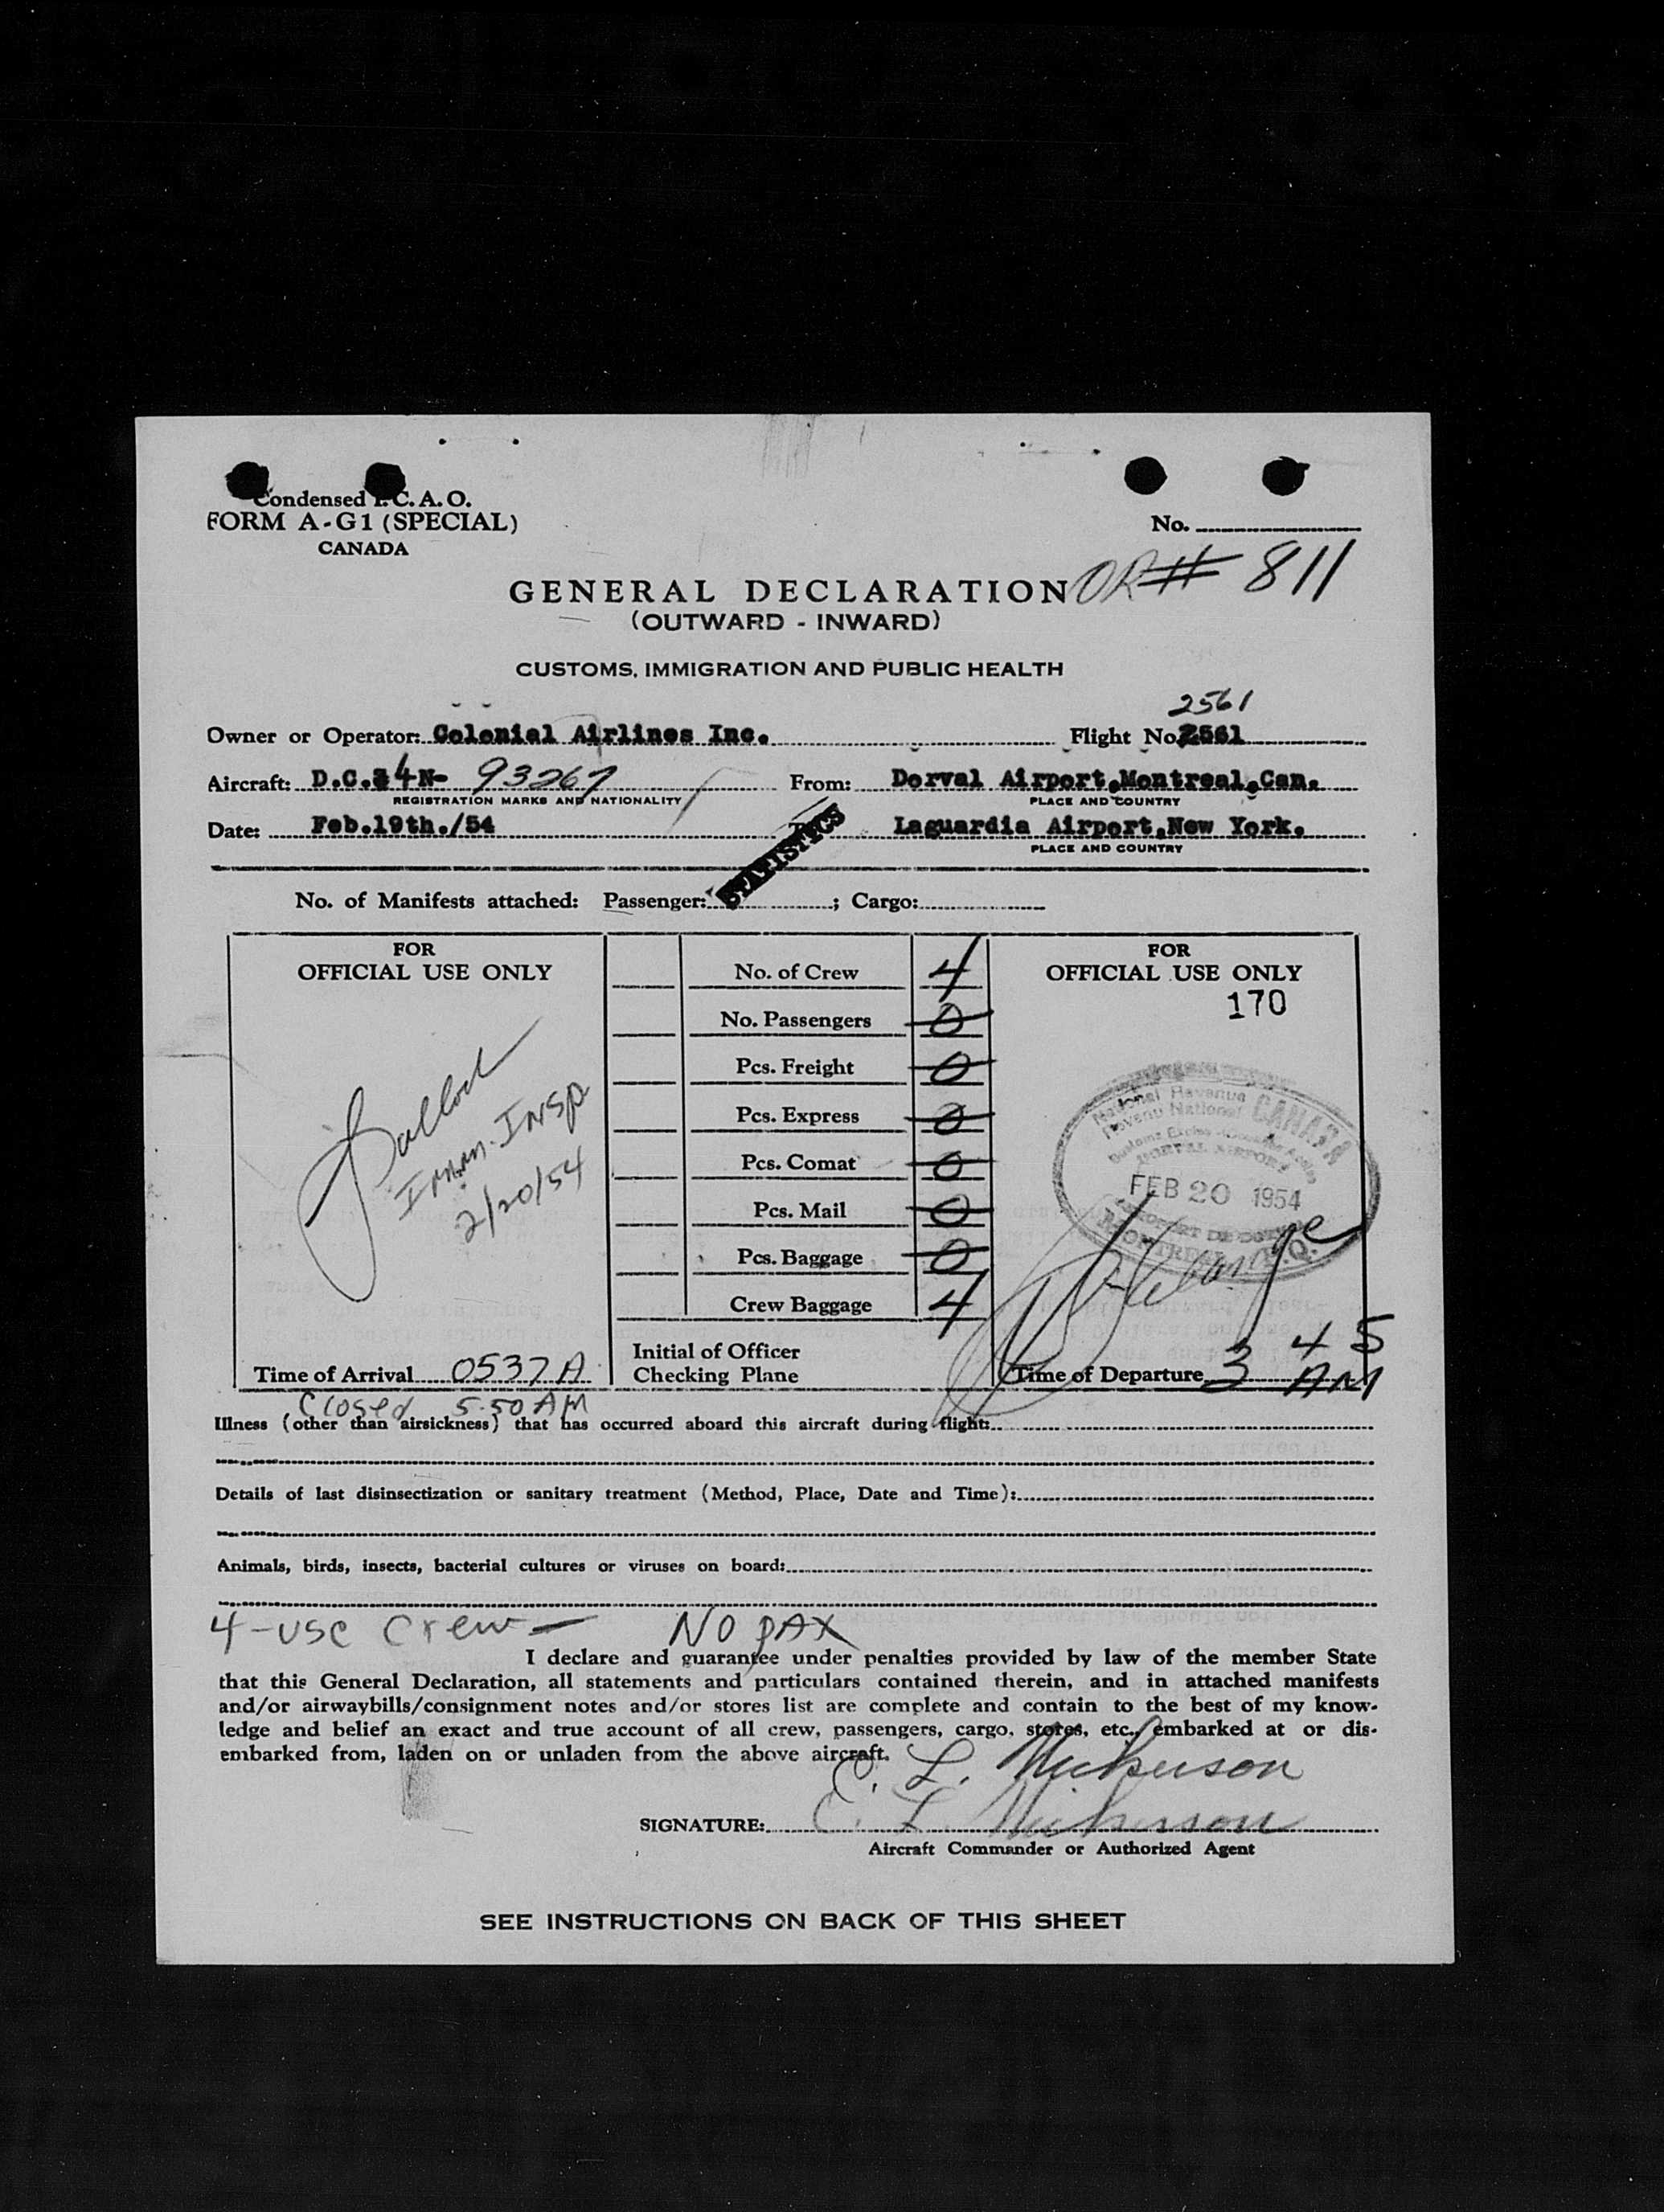 Condensed I.C.A.O.
FORM A-G1 (SPECIAL)
CANADA
No.
OR# 811
GENERAL DECLARATION
(OUTWARD - INWARD)
CUSTOMS, IMMIGRATION AND PUBLIC HEALTH
2561
Owner or Operator: Colonial Airlines Inc. Flight No. 2561
Aircraft: D.C. 4 N- 93267 From: Dorval Airport, Montreal, Can.
REGISTRATION MARKS AND NATIONALITY PLACE AND COUNTRY
Date: Feb.19th./54 To: Laguardia Airport, New York.
PLACE AND COUNTRY
STATISTICS
No. of Manifests attached: Passenger: ; Cargo:
FOR
OFFICIAL USE ONLY
Imm. Insp
2/20/54
Time of Arrival 0537 A
Closed 5.50 AM
No. of Crew 4
No. Passengers 0
Pcs. Freight 0
Pcs. Express 0
Pcs. Comat 0
Pcs. Mail 0
Pcs. Baggage 0
Crew Baggage 4
Initial of Officer
Checking Plane
FOR
OFFICIAL USE ONLY
170
National Revenue
Revenu National
CANADA
FEB 20 1954
MONTREAL P.Q.
Time of Departure 3 45
AM
Illness (other than airsickness) that has occurred aboard this aircraft during flight:
Details of last disinsectization or sanitary treatment (Method, Place, Date and Time):
Animals, birds, insects, bacterial cultures or viruses on board:
4-USC Crew - NO PAX
I declare and guarantee under penalties provided by law of the member State
that this General Declaration, all statements and particulars contained therein, and in attached manifests
and/or airwaybills/consignment notes and/or stores list are complete and contain to the best of my know-
ledge and belief an exact and true account of all crew, passengers, cargo, stores, etc., embarked at or dis-
embarked from, laden on or unladen from the above aircraft.
E. L. Nickerson
SIGNATURE: E. L. Nickerson
Aircraft Commander or Authorized Agent
SEE INSTRUCTIONS ON BACK OF THIS SHEET